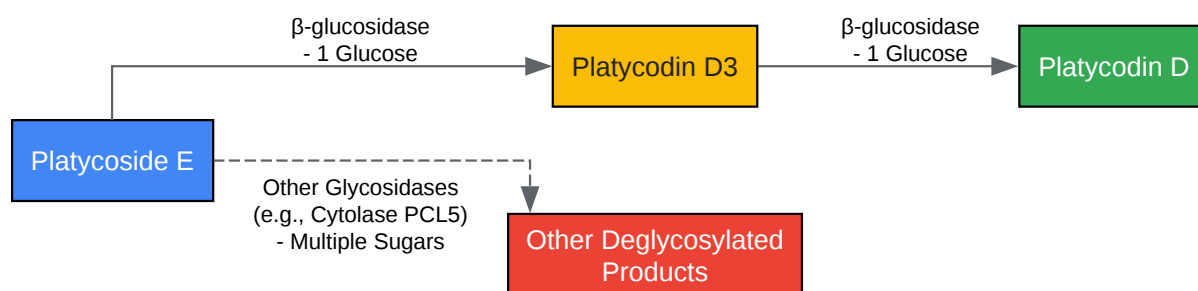 β-glucosidase
- 1 Glucose
β-glucosidase
- 1 Glucose
Platycodin D3
Platycodin D
Platycoside E
Other Glycosidases
(e.g., Cytolase PCL5)
- Multiple Sugars
Other Deglycosylated
Products